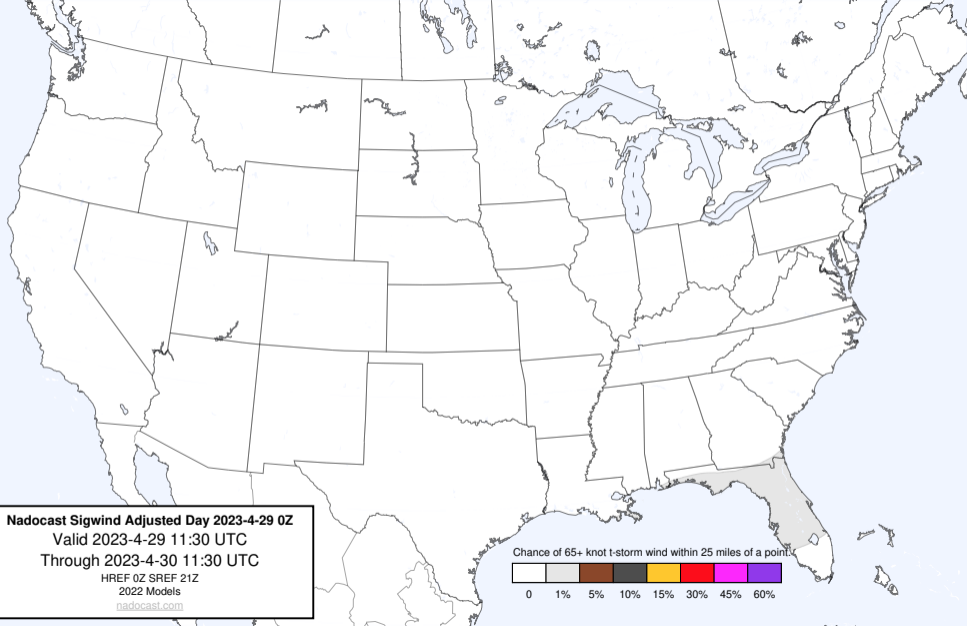 Nadocast Sigwind Adjusted Day 2023-4-29 0Z
Valid 2023-4-29 11:30 UTC
Through 2023-4-30 11:30 UTC
HREF 0Z SREF 21Z
2022 Models
nadocast.com
Chance of 65+ knot t-storm wind within 25 miles of a point.
0 1% 5% 10% 15% 30% 45% 60%